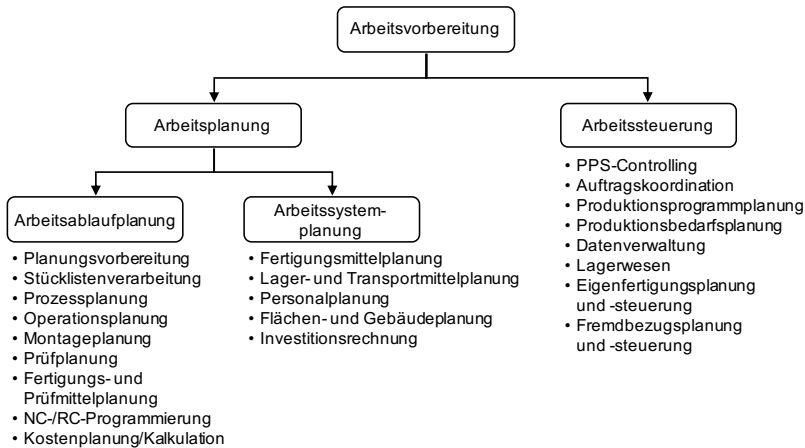 Arbeitsvorbereitung
Arbeitsplanung
Arbeitssteuerung
Arbeitsablaufplanung
Arbeitssystem-
planung
• Planungsvorbereitung
• Stücklistenverarbeitung
• Prozessplanung
• Operationsplanung
• Montageplanung
• Prüfplanung
• Fertigungs- und
Prüfmittelplanung
• NC-/RC-Programmierung
• Kostenplanung/Kalkulation
• Fertigungsmittelplanung
• Lager- und Transportmittelplanung
• Personalplanung
• Flächen- und Gebäudeplanung
• Investitionsrechnung
• PPS-Controlling
• Auftragskoordination
• Produktionsprogrammplanung
• Produktionsbedarfsplanung
• Datenverwaltung
• Lagerwesen
• Eigenfertigungsplanung
und -steuerung
• Fremdbezugsplanung
und -steuerung